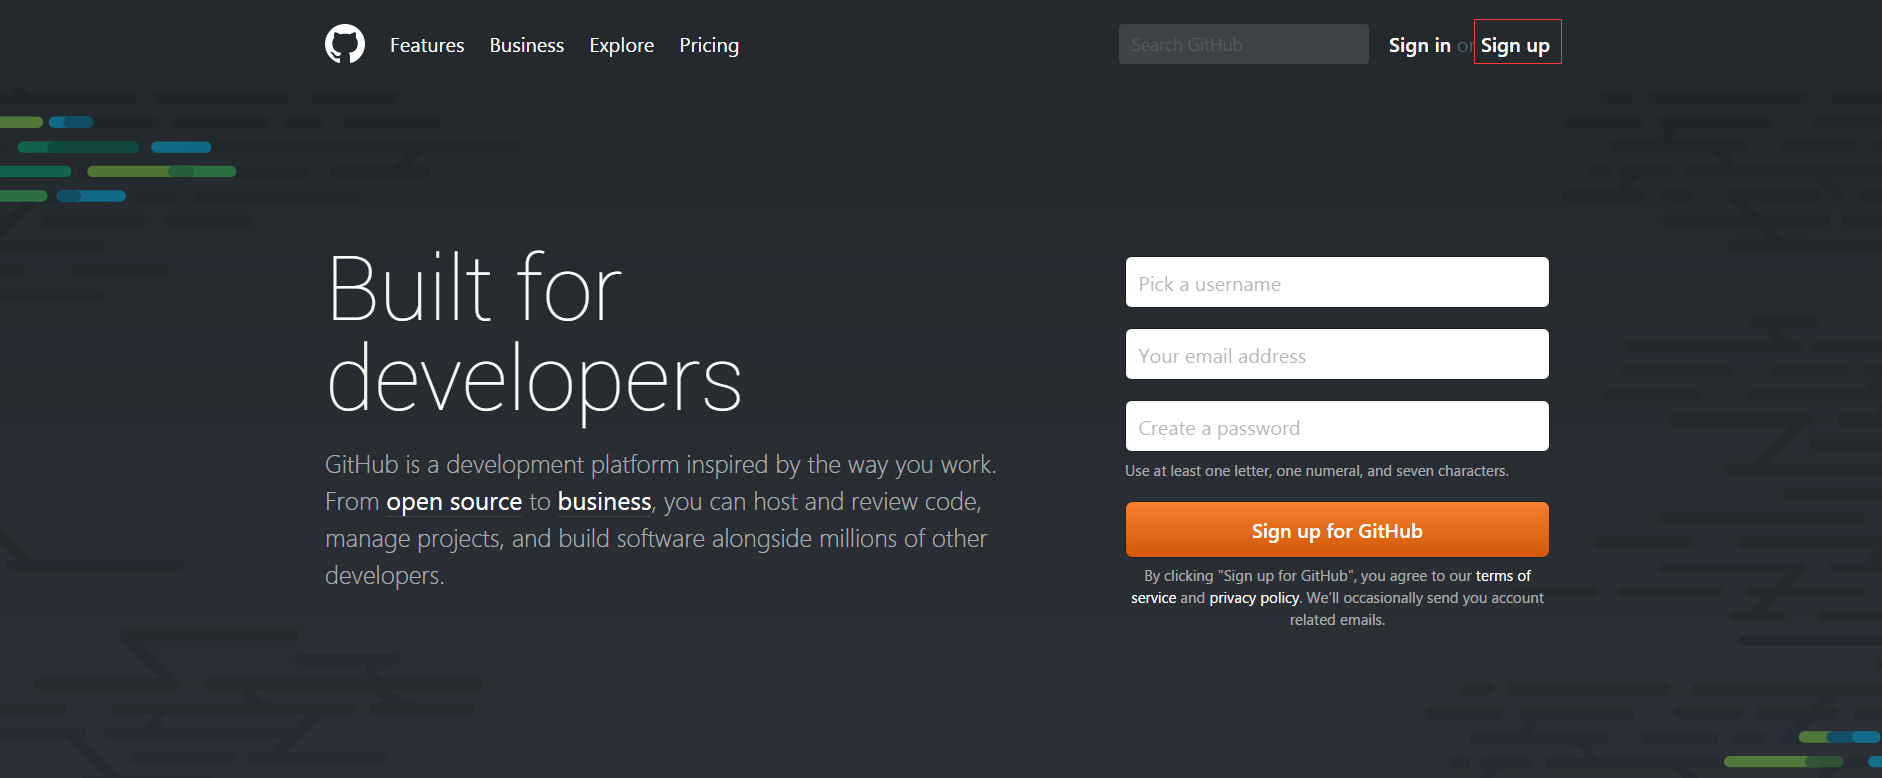 Features Business Explore Pricing Search GitHub Sign in or Sign up
Built for
developers
GitHub is a development platform inspired by the way you work.
From open source to business, you can host and review code,
manage projects, and build software alongside millions of other
developers.
Pick a username
Your email address
Create a password
Use at least one letter, one numeral, and seven characters.
Sign up for GitHub
By clicking "Sign up for GitHub", you agree to our terms of
service and privacy policy. We’ll occasionally send you account
related emails.